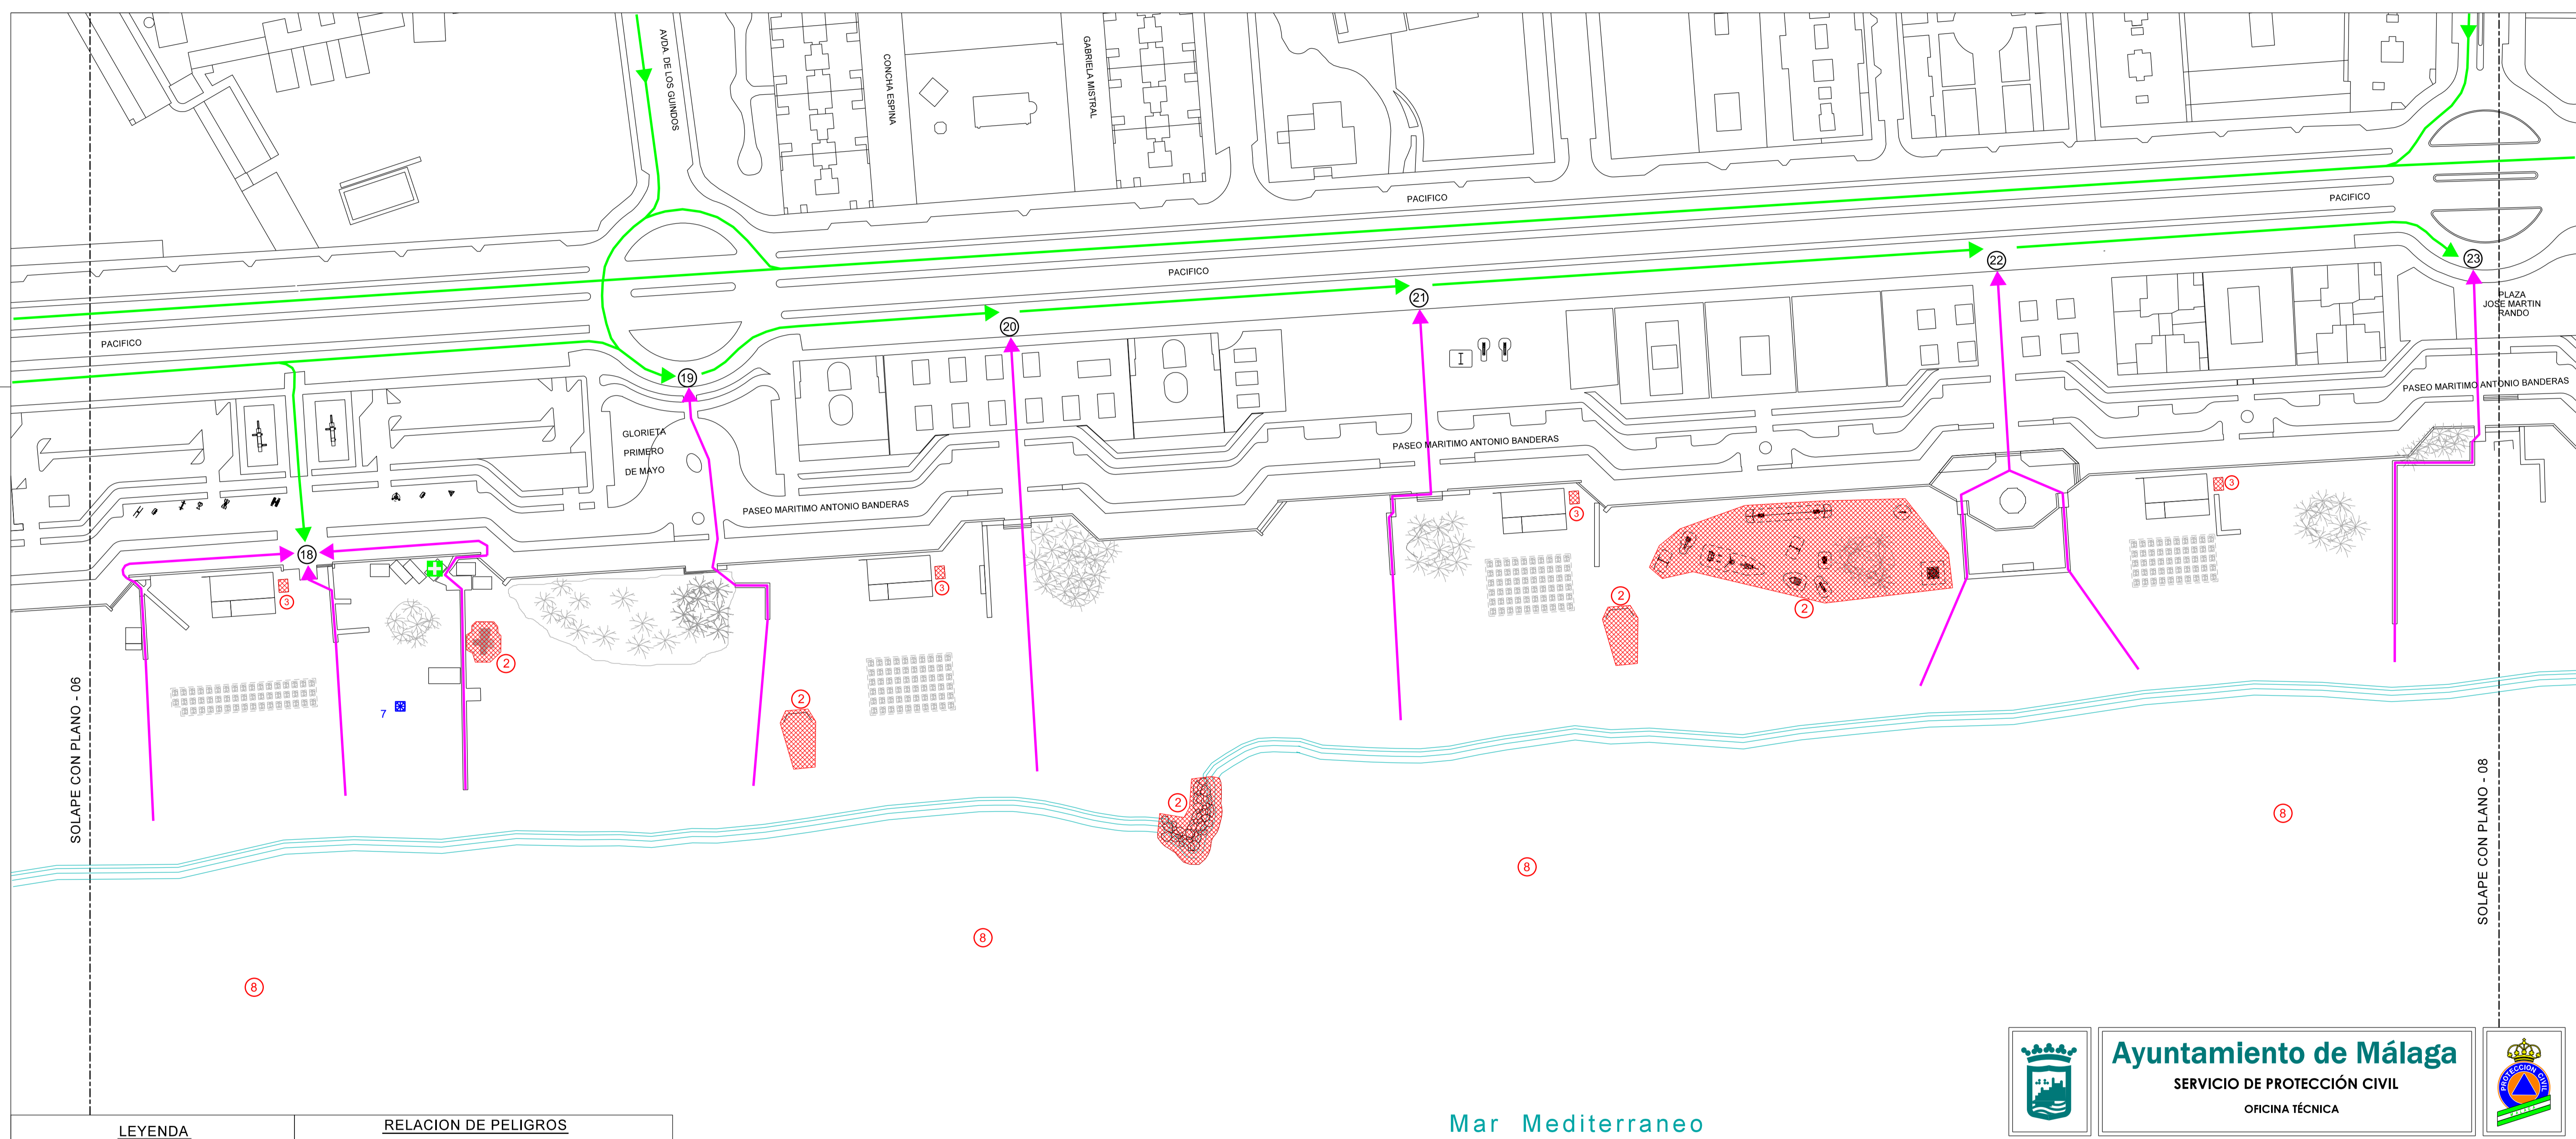 AVDA. DE LOS GUINDOS
CONCHA ESPINA
GABRIELA MISTRAL
PACIFICO
PACIFICO
PACIFICO
PACIFICO
18
19
20
21
22
23
PLAZA
JOSE MARTIN
RANDO
GLORIETA
PRIMERO
DE MAYO
PASEO MARITIMO ANTONIO BANDERAS
PASEO MARITIMO ANTONIO BANDERAS
PASEO MARITIMO ANTONIO BANDERAS
3
3
3
3
2
2
2
2
2
7
8
8
8
8
SOLAPE CON PLANO - 06
SOLAPE CON PLANO - 08
LEYENDA
RELACION DE PELIGROS
Mar Mediterraneo
Ayuntamiento de Málaga
SERVICIO DE PROTECCIÓN CIVIL
OFICINA TÉCNICA
PROTECCION CIVIL